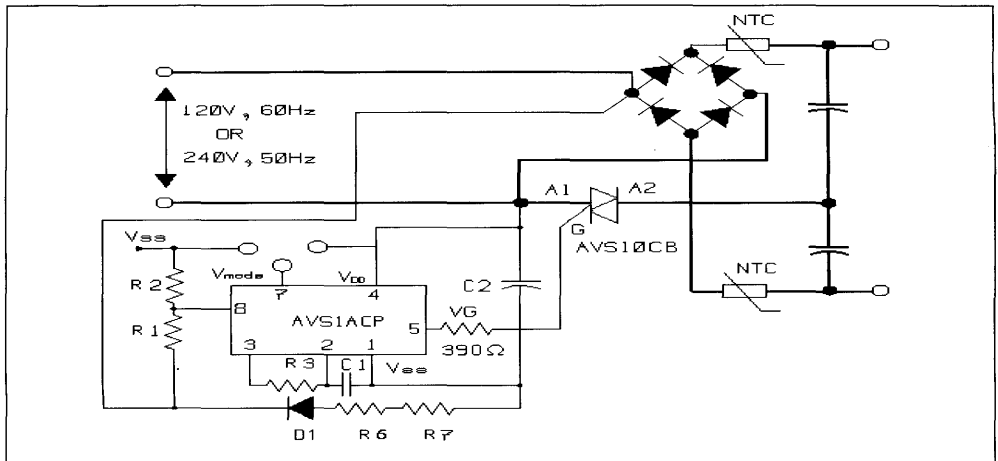 NTC
120V, 60Hz
OR
240V, 50Hz
A1 A2
G
AVS10CB
Vss
Vmode
VDD
R2
7
4
C2
NTC
8
AVS1ACP
5
VG
R1
390Ω
3
2
1
R3
C1
Vss
D1
R6
R7